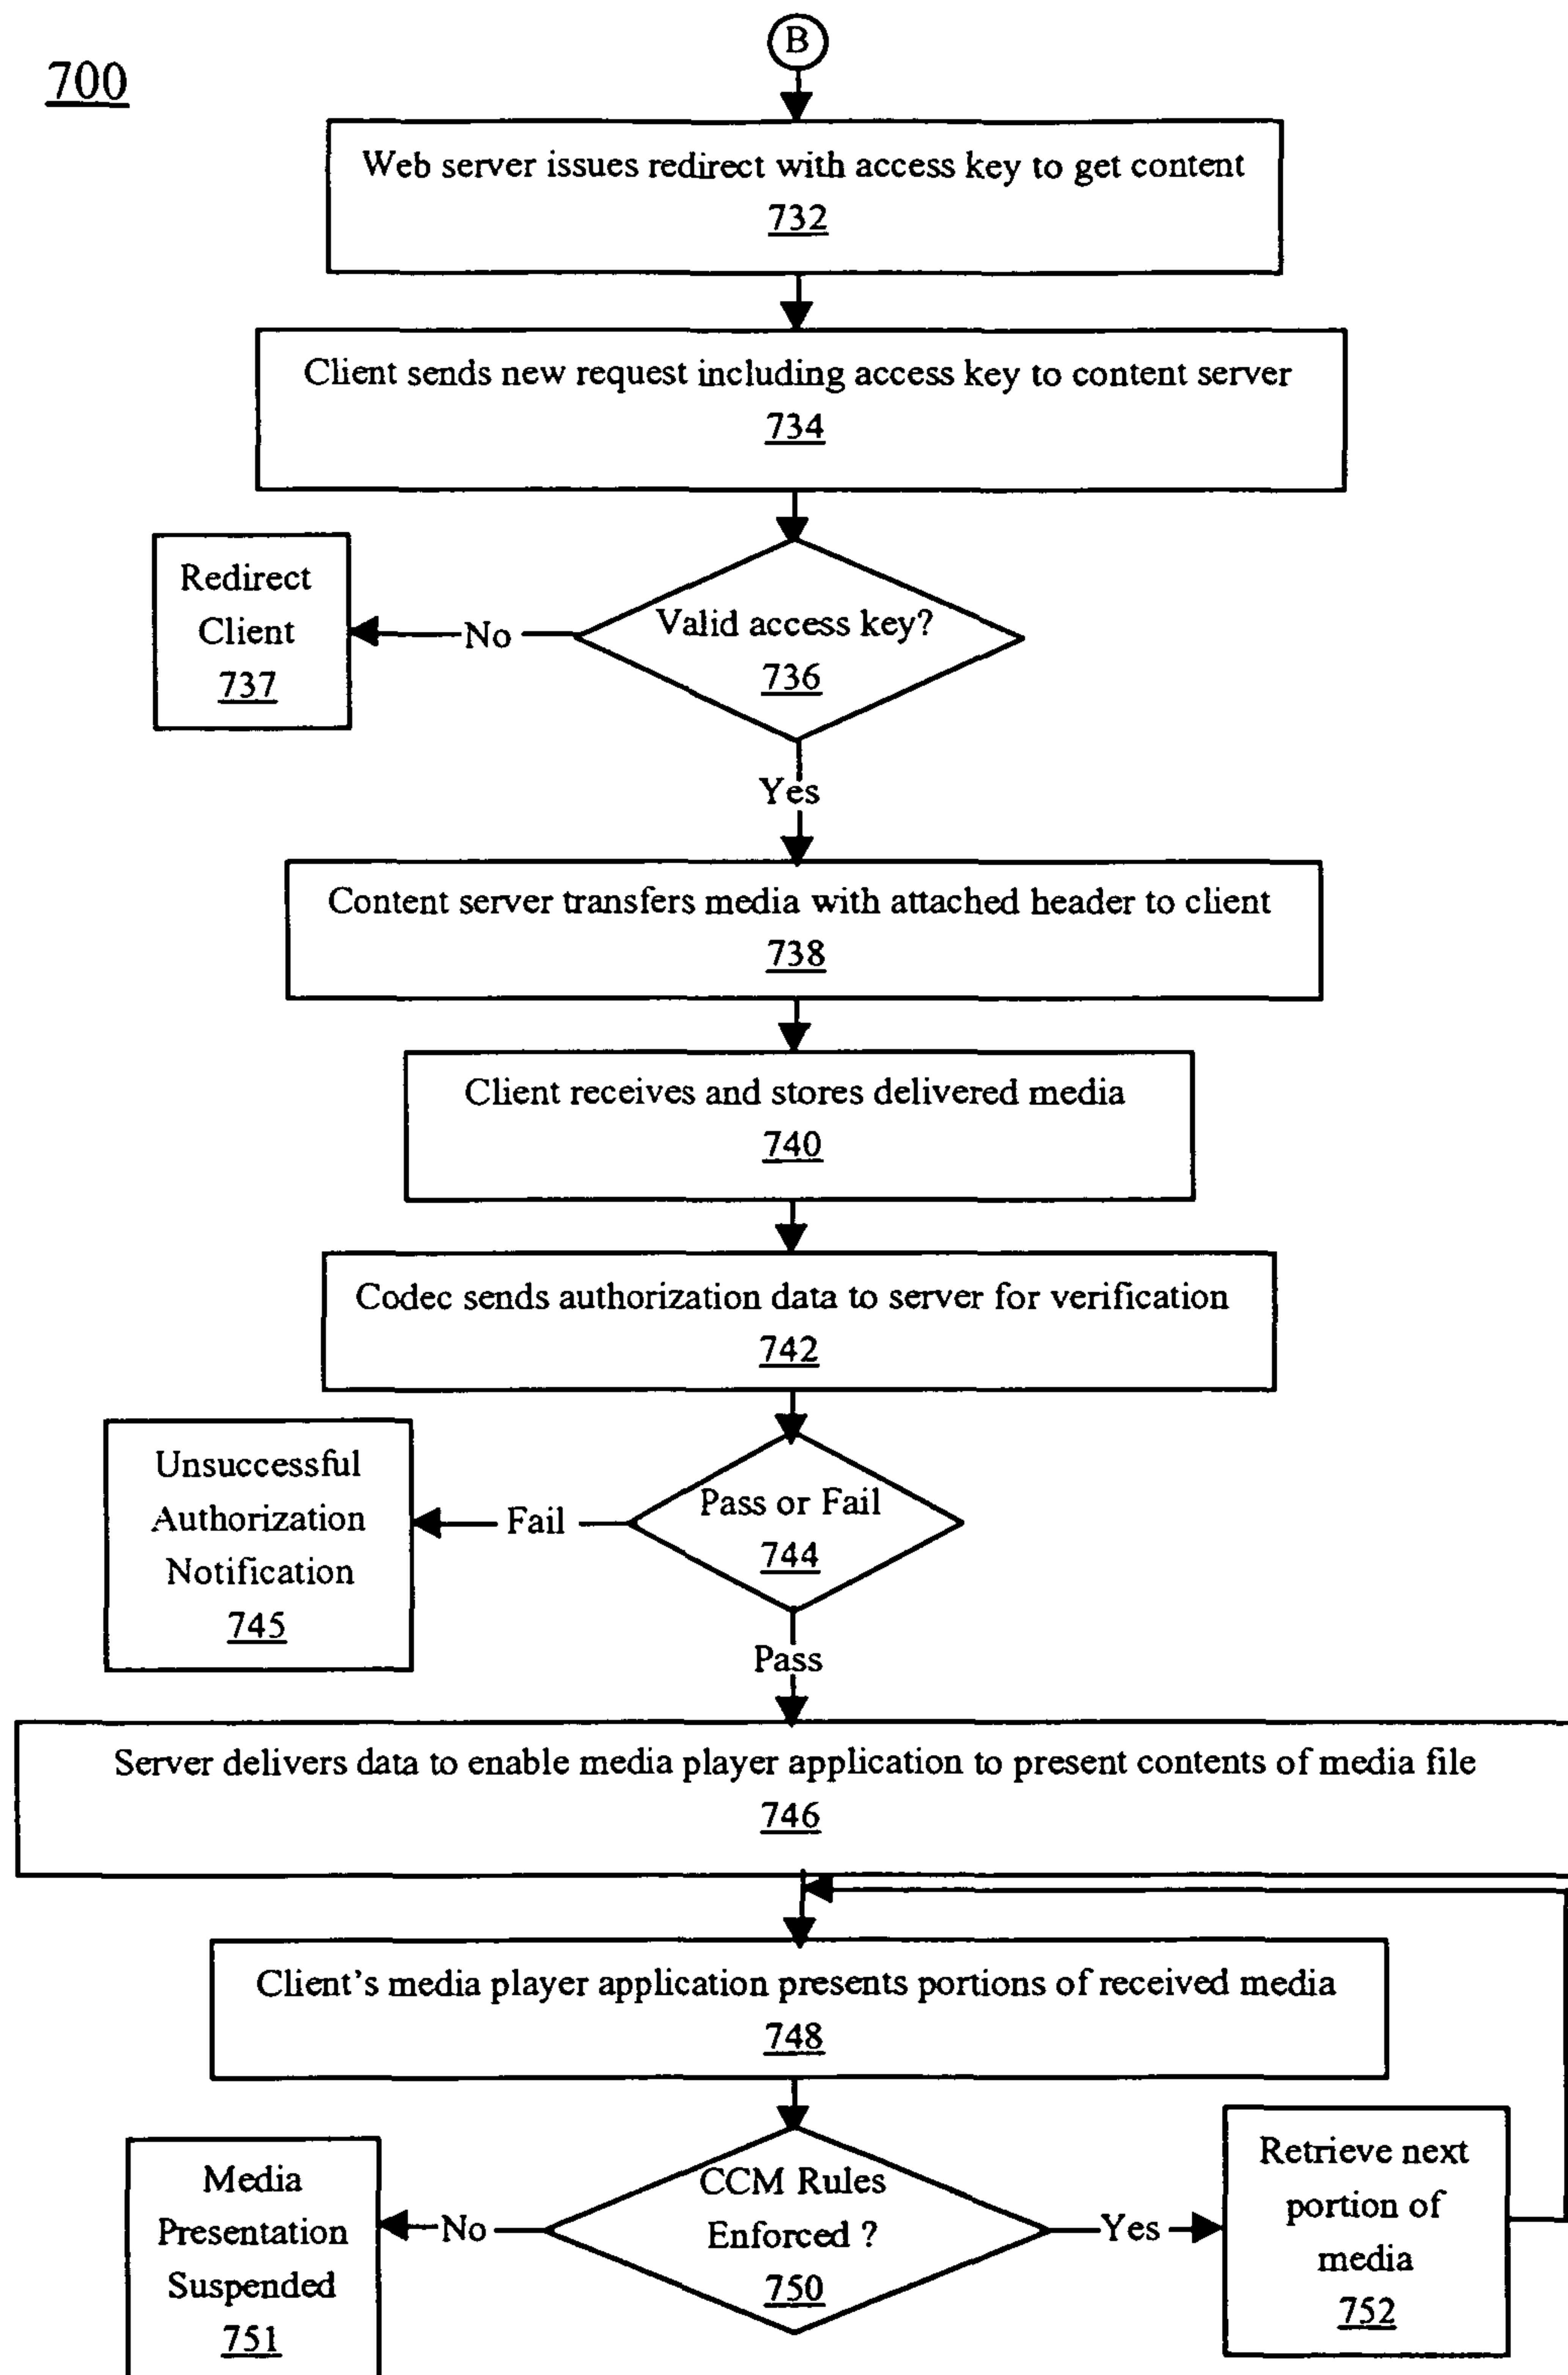 B
700
Web server issues redirect with access key to get content
732
Client sends new request including access key to content server
734
Redirect
Client
737
No
Valid access key?
736
Yes
Content server transfers media with attached header to client
738
Client receives and stores delivered media
740
Codec sends authorization data to server for verification
742
Unsuccessful
Authorization
Notification
745
Fail
Pass or Fail
744
Pass
Server delivers data to enable media player application to present contents of media file
746
Client's media player application presents portions of received media
748
Media
Presentation
Suspended
751
No
CCM Rules
Enforced ?
750
Yes
Retrieve next
portion of
media
752